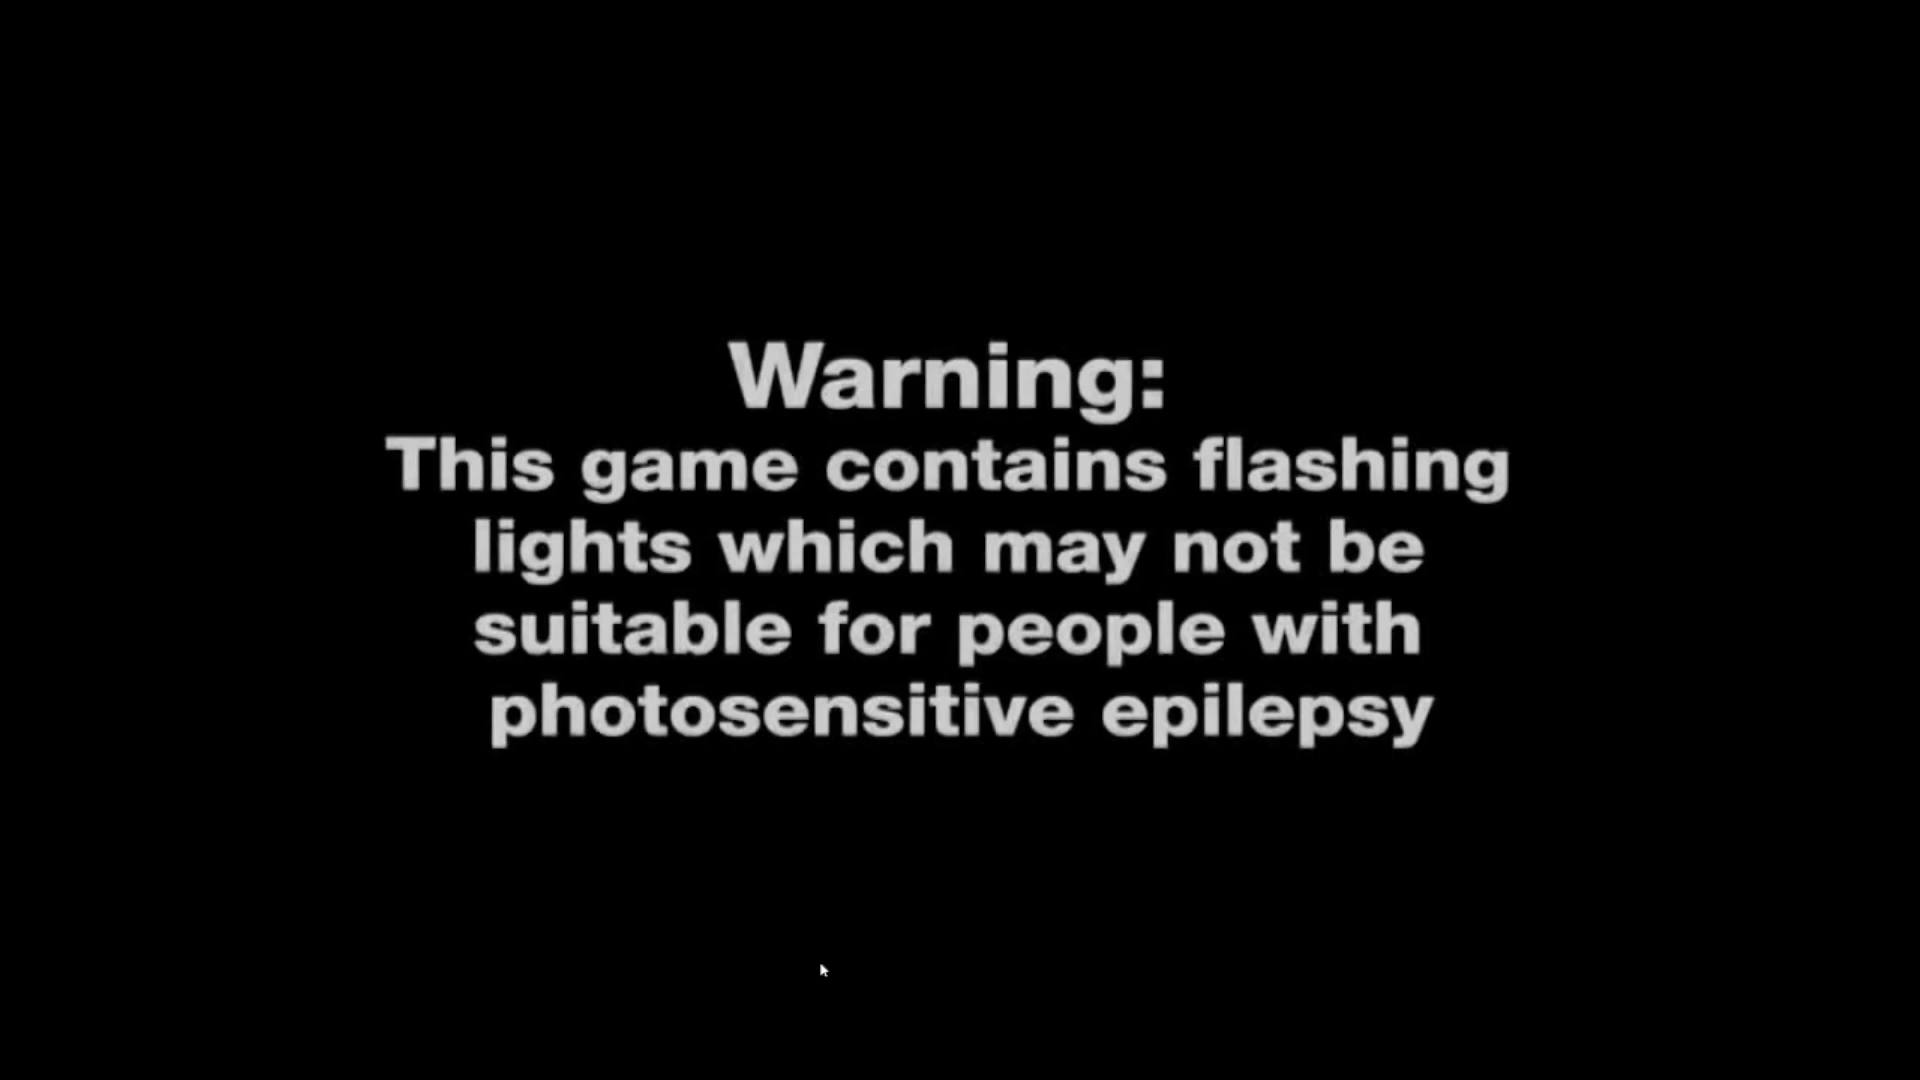 Warning:
This game contains flashing
lights which may not be
suitable for people with
photosensitive epilepsy